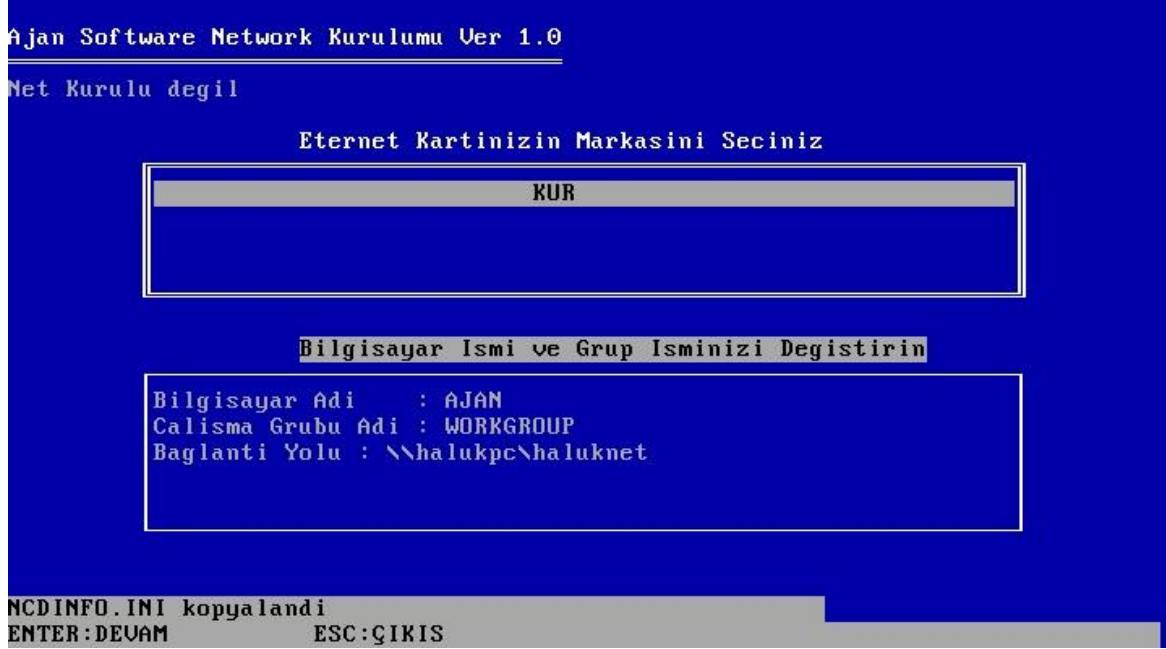 Ajan Software Network Kurulumu Ver 1.0
Net Kurulu degil
Eternet Kartinizin Markasini Seciniz
KUR
Bilgisayar Ismi ve Grup Isminizi Degistirin
Bilgisayar Adi : AJAN
Calisma Grubu Adi : WORKGROUP
Baglanti Yolu : \\halukpc\haluknet
NCDINFO.INI kopyalandi
ENTER:DEVAM ESC:ÇIKIS